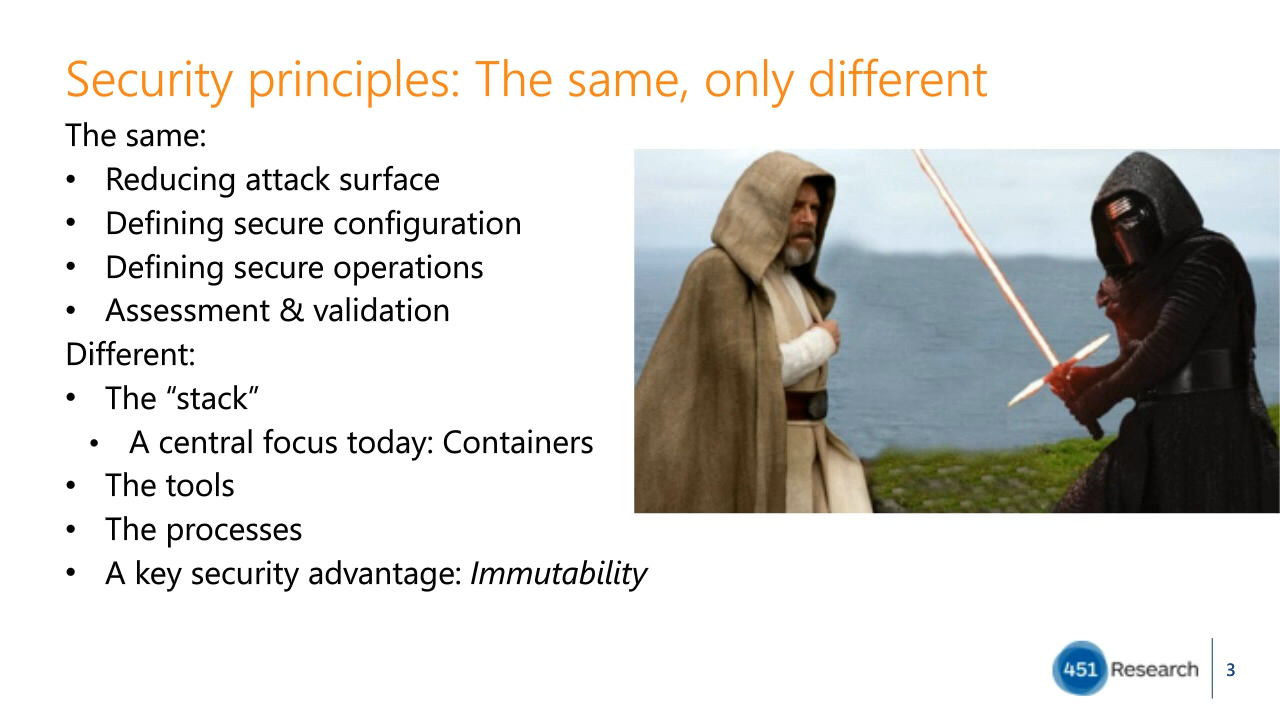 Security principles: The same, only different
The same:
• Reducing attack surface
• Defining secure configuration
• Defining secure operations
• Assessment & validation
Different:
• The “stack”
• A central focus today: Containers
• The tools
• The processes
• A key security advantage: Immutability
451 Research
3